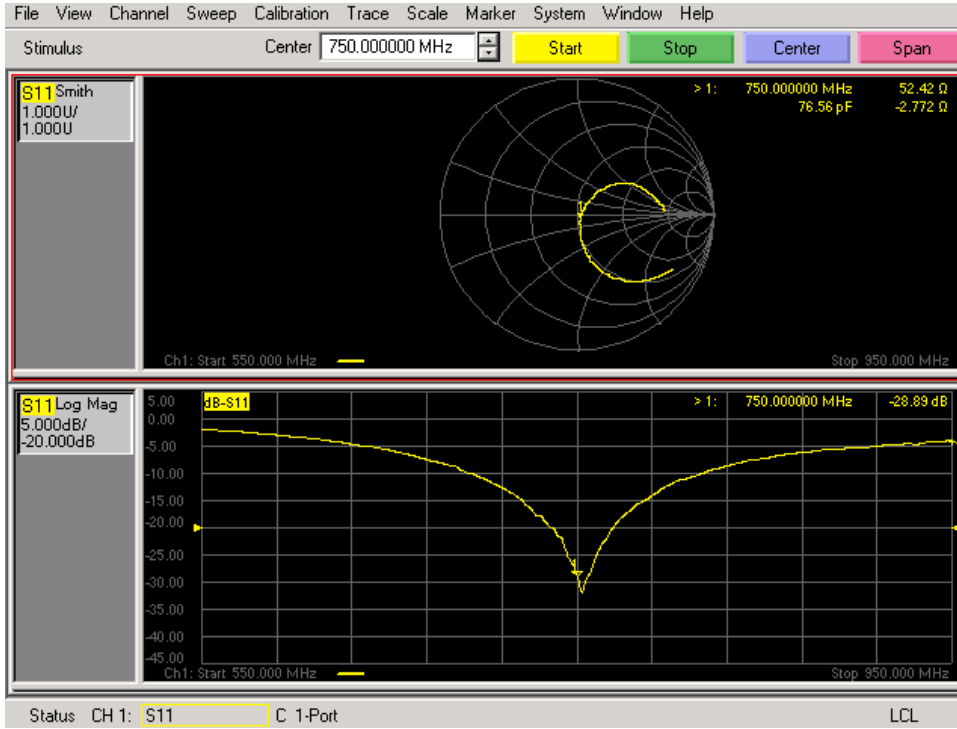 File View Channel Sweep Calibration Trace Scale Marker System Window Help
Stimulus Center 750.000000 MHz Start Stop Center Span
S11 Smith
1.000U/
1.000U
> 1: 750.000000 MHz 52.42 Ω
76.56 pF -2.772 Ω
Ch1: Start 550.000 MHz Stop 950.000 MHz
S11 Log Mag
5.000dB/
-20.000dB
5.00 dB-S11 > 1: 750.000000 MHz -28.89 dB
0.00
-5.00
-10.00
-15.00
-20.00
-25.00
-30.00
-35.00
-40.00
-45.00
Ch1: Start 550.000 MHz Stop 950.000 MHz
Status CH 1: S11 C 1-Port LCL